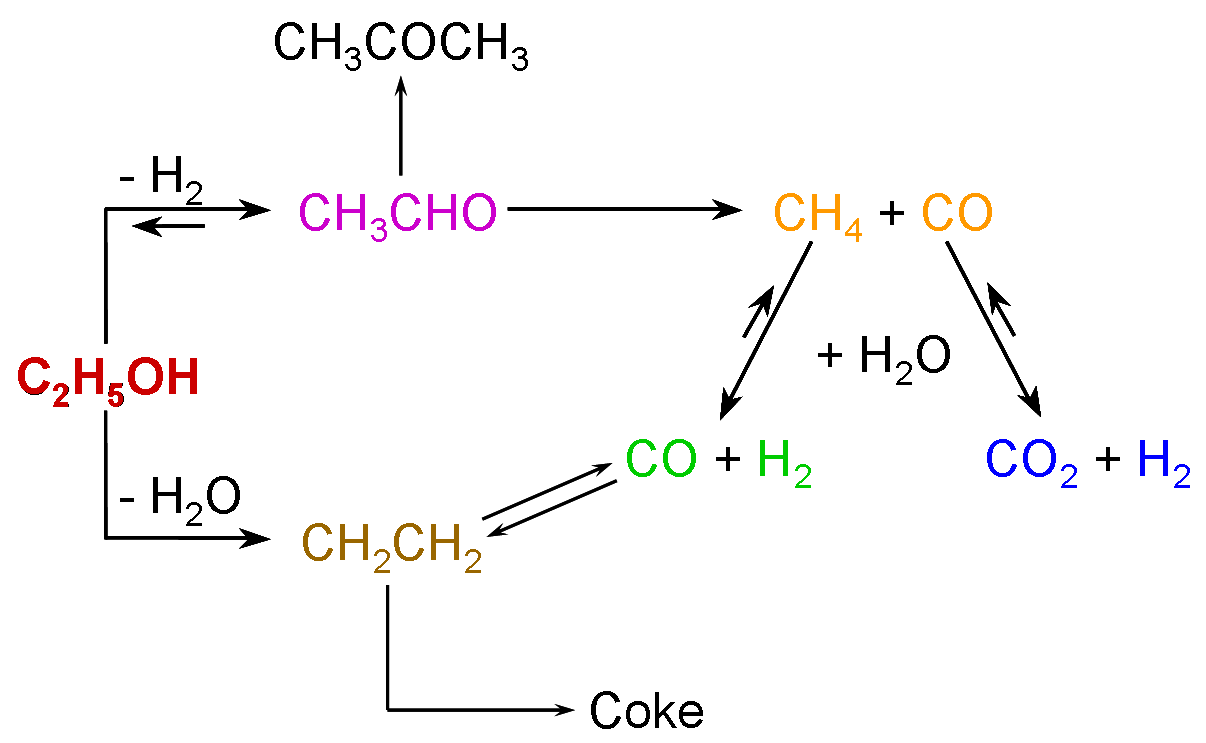 CH₃COCH₃
- H₂
CH₃CHO
CH₄ + CO
C₂H₅OH
+ H₂O
CO + H₂
CO₂ + H₂
- H₂O
CH₂CH₂
Coke